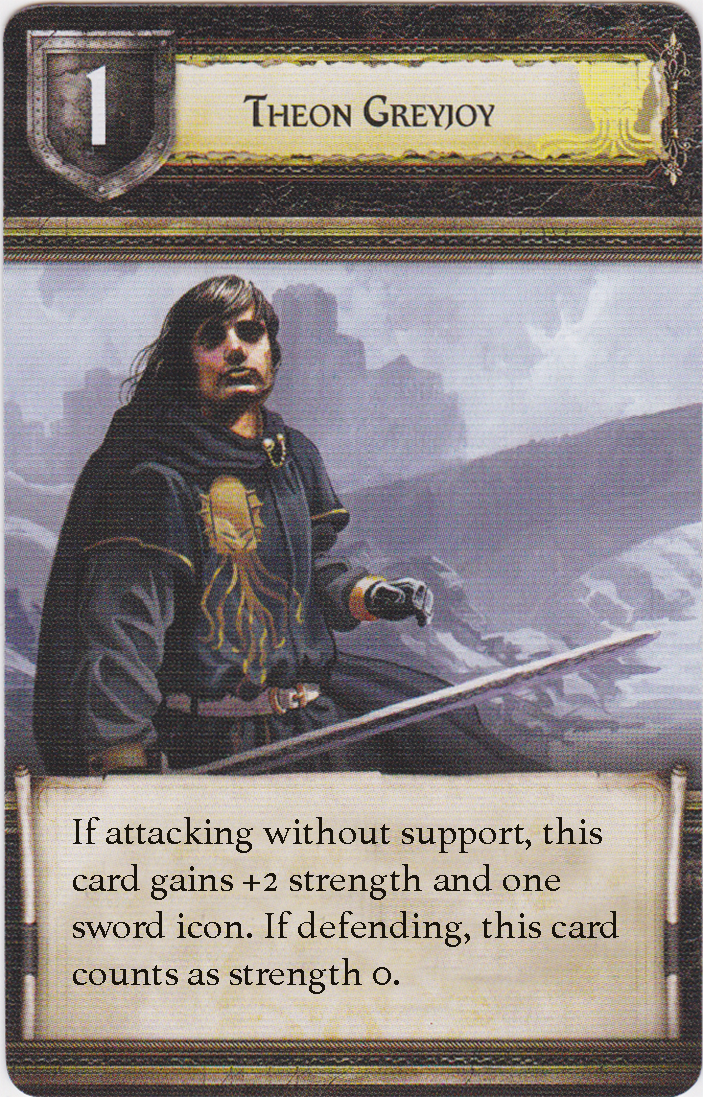 1
Theon Greyjoy
If attacking without support, this
card gains +2 strength and one
sword icon. If defending, this card
counts as strength 0.